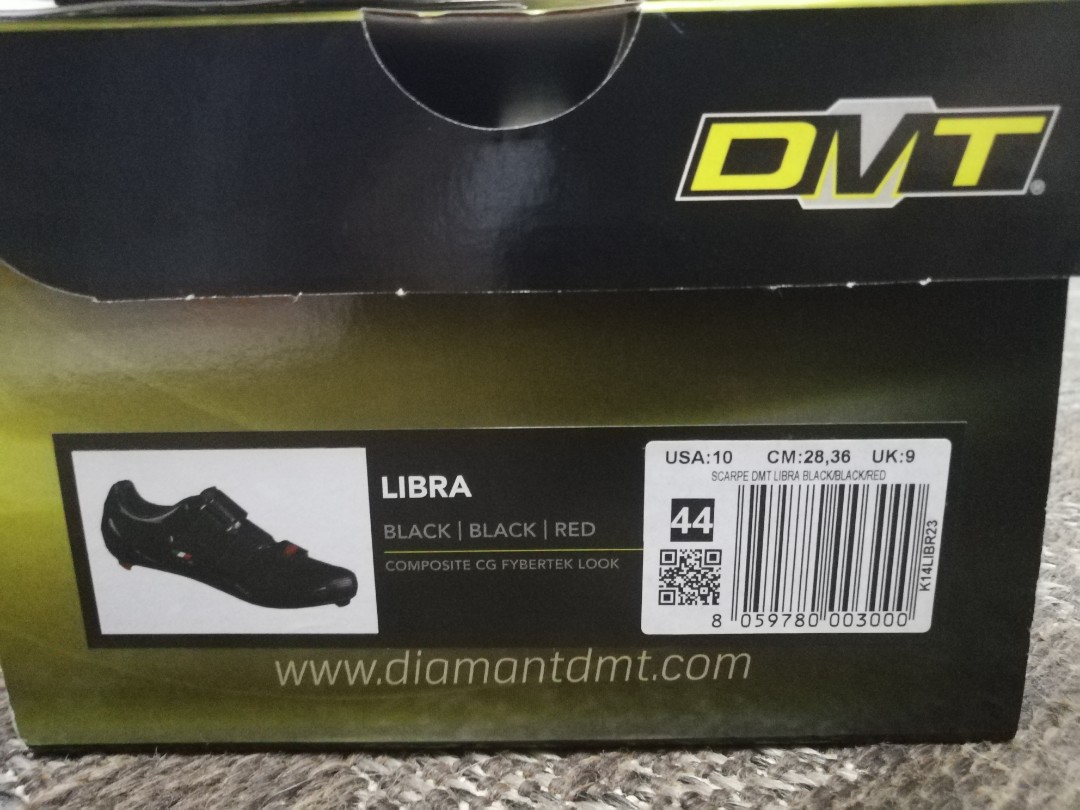 DMT®
LIBRA
BLACK | BLACK | RED
COMPOSITE CG FYBERTEK LOOK
USA:10 CM:28,36 UK:9
SCARPE DMT LIBRA BLACK/BLACK/RED
44
K14LIBR23
8 059780 003000
www.diamantdmt.com